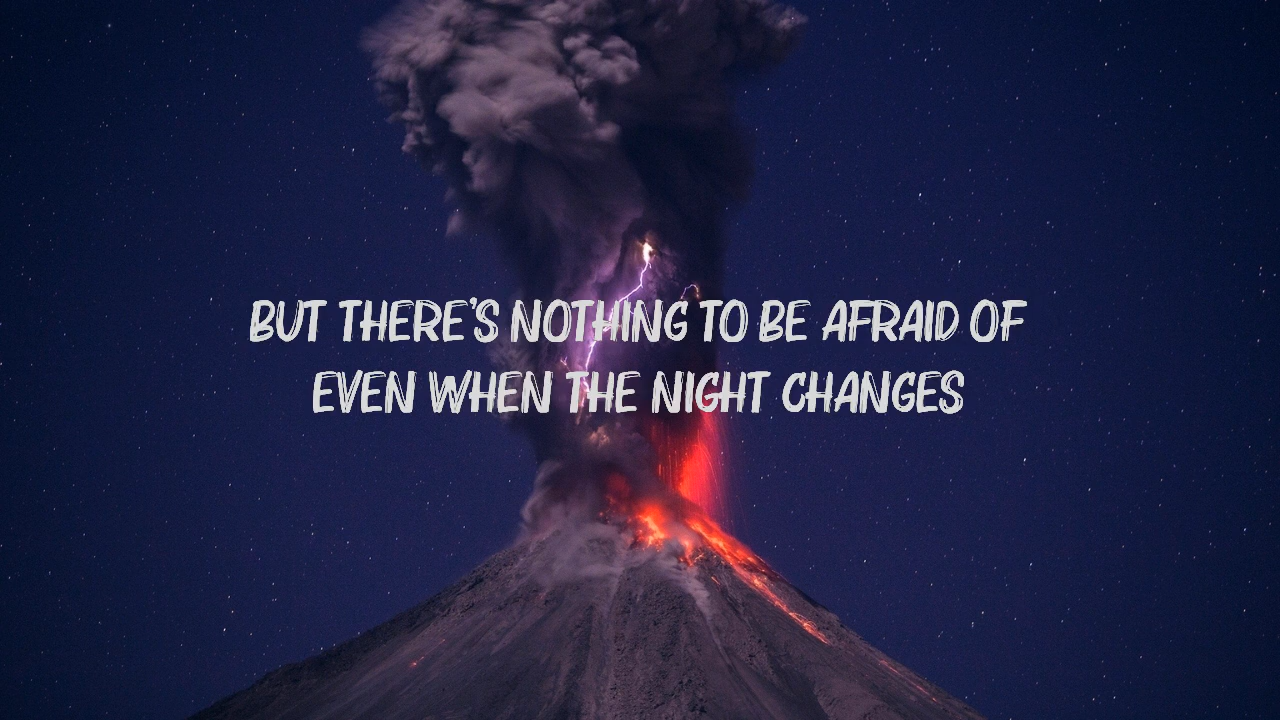 BUT THERE'S NOTHING TO BE AFRAID OF
EVEN WHEN THE NIGHT CHANGES